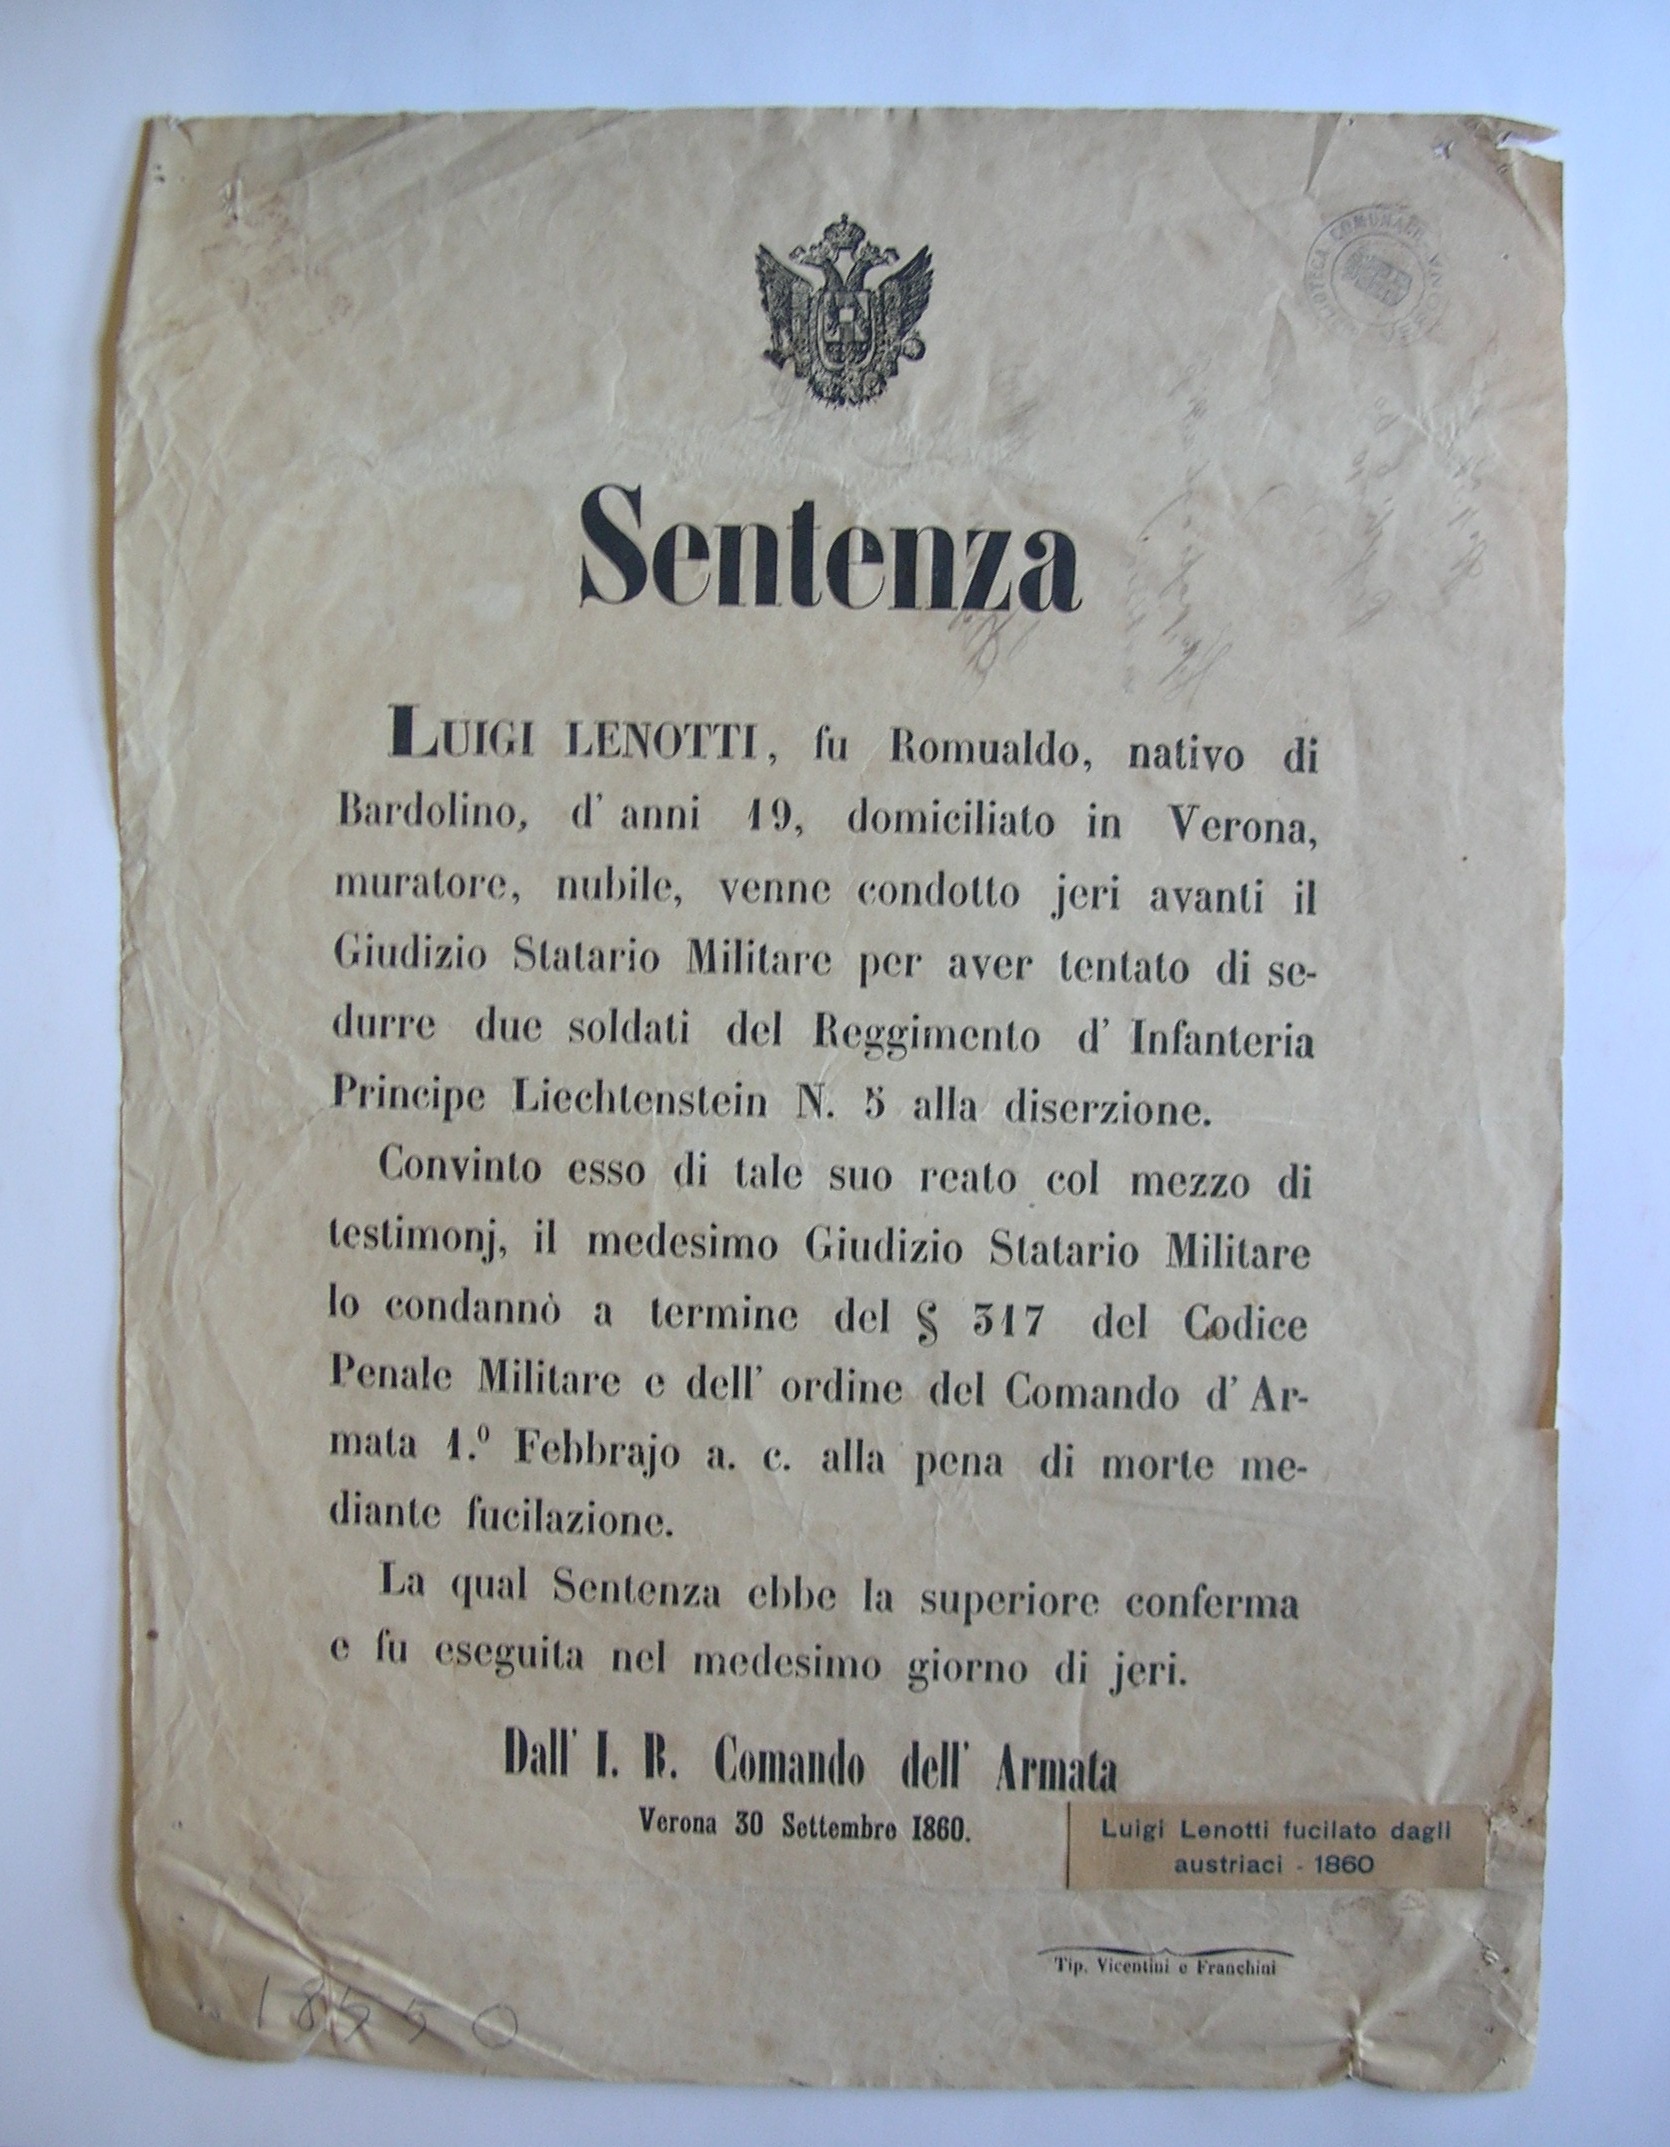 BIBLIOTECA COMUNALE - VERONA
Sentenza
LUIGI LENOTTI, fu Romualdo, nativo di
Bardolino, d' anni 19, domiciliato in Verona,
muratore, nubile, venne condotto jeri avanti il
Giudizio Statario Militare per aver tentato di se-
durre due soldati del Reggimento d' Infanteria
Principe Liechtenstein N. 5 alla diserzione.
Convinto esso di tale suo reato col mezzo di
testimonj, il medesimo Giudizio Statario Militare
lo condannò a termine del § 317 del Codice
Penale Militare e dell' ordine del Comando d' Ar-
mata 1.º Febbrajo a. c. alla pena di morte me-
diante fucilazione.
La qual Sentenza ebbe la superiore conferma
e fu eseguita nel medesimo giorno di jeri.
Dall' I. R. Comando dell' Armata
Verona 30 Settembre 1860.
Luigi Lenotti fucilato dagli
austriaci - 1860
Tip. Vicentini e Franchini
18550